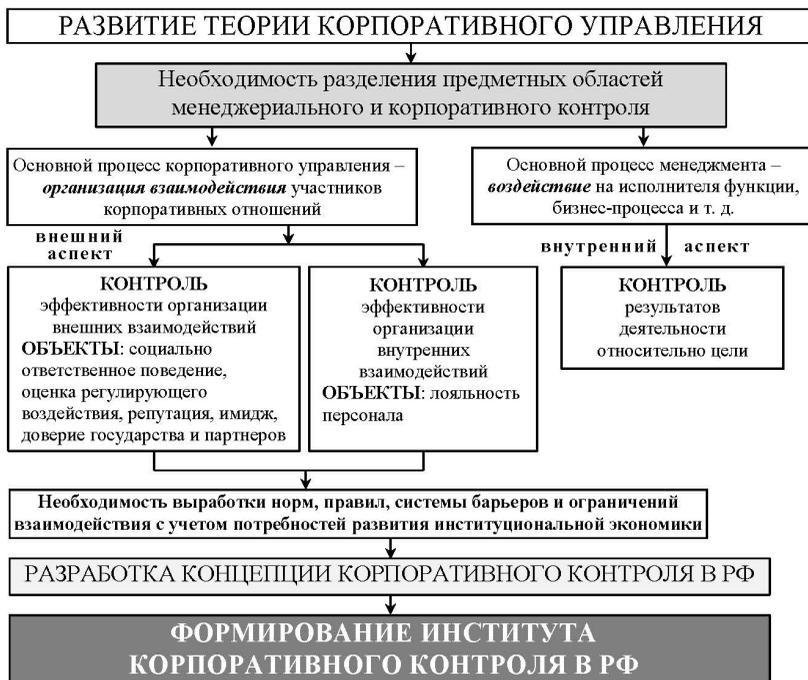 РАЗВИТИЕ ТЕОРИИ КОРПОРАТИВНОГО УПРАВЛЕНИЯ
Необходимость разделения предметных областей
менеджериального и корпоративного контроля
Основной процесс корпоративного управления –
организация взаимодействия участников
корпоративных отношений
Основной процесс менеджмента –
воздействие на исполнителя функции,
бизнес-процесса и т. д.
внешний
аспект
внутренний аспект
КОНТРОЛЬ
эффективности организации
внешних взаимодействий
ОБЪЕКТЫ: социально
ответственное поведение,
оценка регулирующего
воздействия, репутация, имидж,
доверие государства и партнеров
КОНТРОЛЬ
эффективности
организации
внутренних
взаимодействий
ОБЪЕКТЫ: лояльность
персонала
КОНТРОЛЬ
результатов
деятельности
относительно цели
Необходимость выработки норм, правил, системы барьеров и ограничений
взаимодействия с учетом потребностей развития институциональной экономики
РАЗРАБОТКА КОНЦЕПЦИИ КОРПОРАТИВНОГО КОНТРОЛЯ В РФ
ФОРМИРОВАНИЕ ИНСТИТУТА
КОРПОРАТИВНОГО КОНТРОЛЯ В РФ